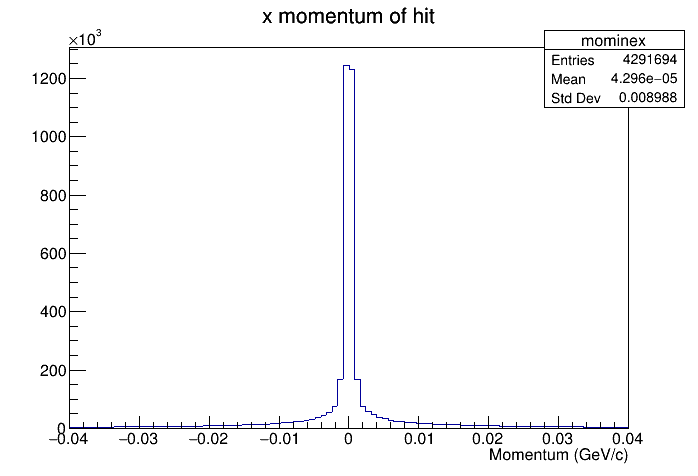 x momentum of hit
×10³
mominex
Entries 4291694
Mean 4.296e−05
Std Dev 0.008988
1200
1000
800
600
400
200
0
−0.04 −0.03 −0.02 −0.01 0 0.01 0.02 0.03 0.04
Momentum (GeV/c)